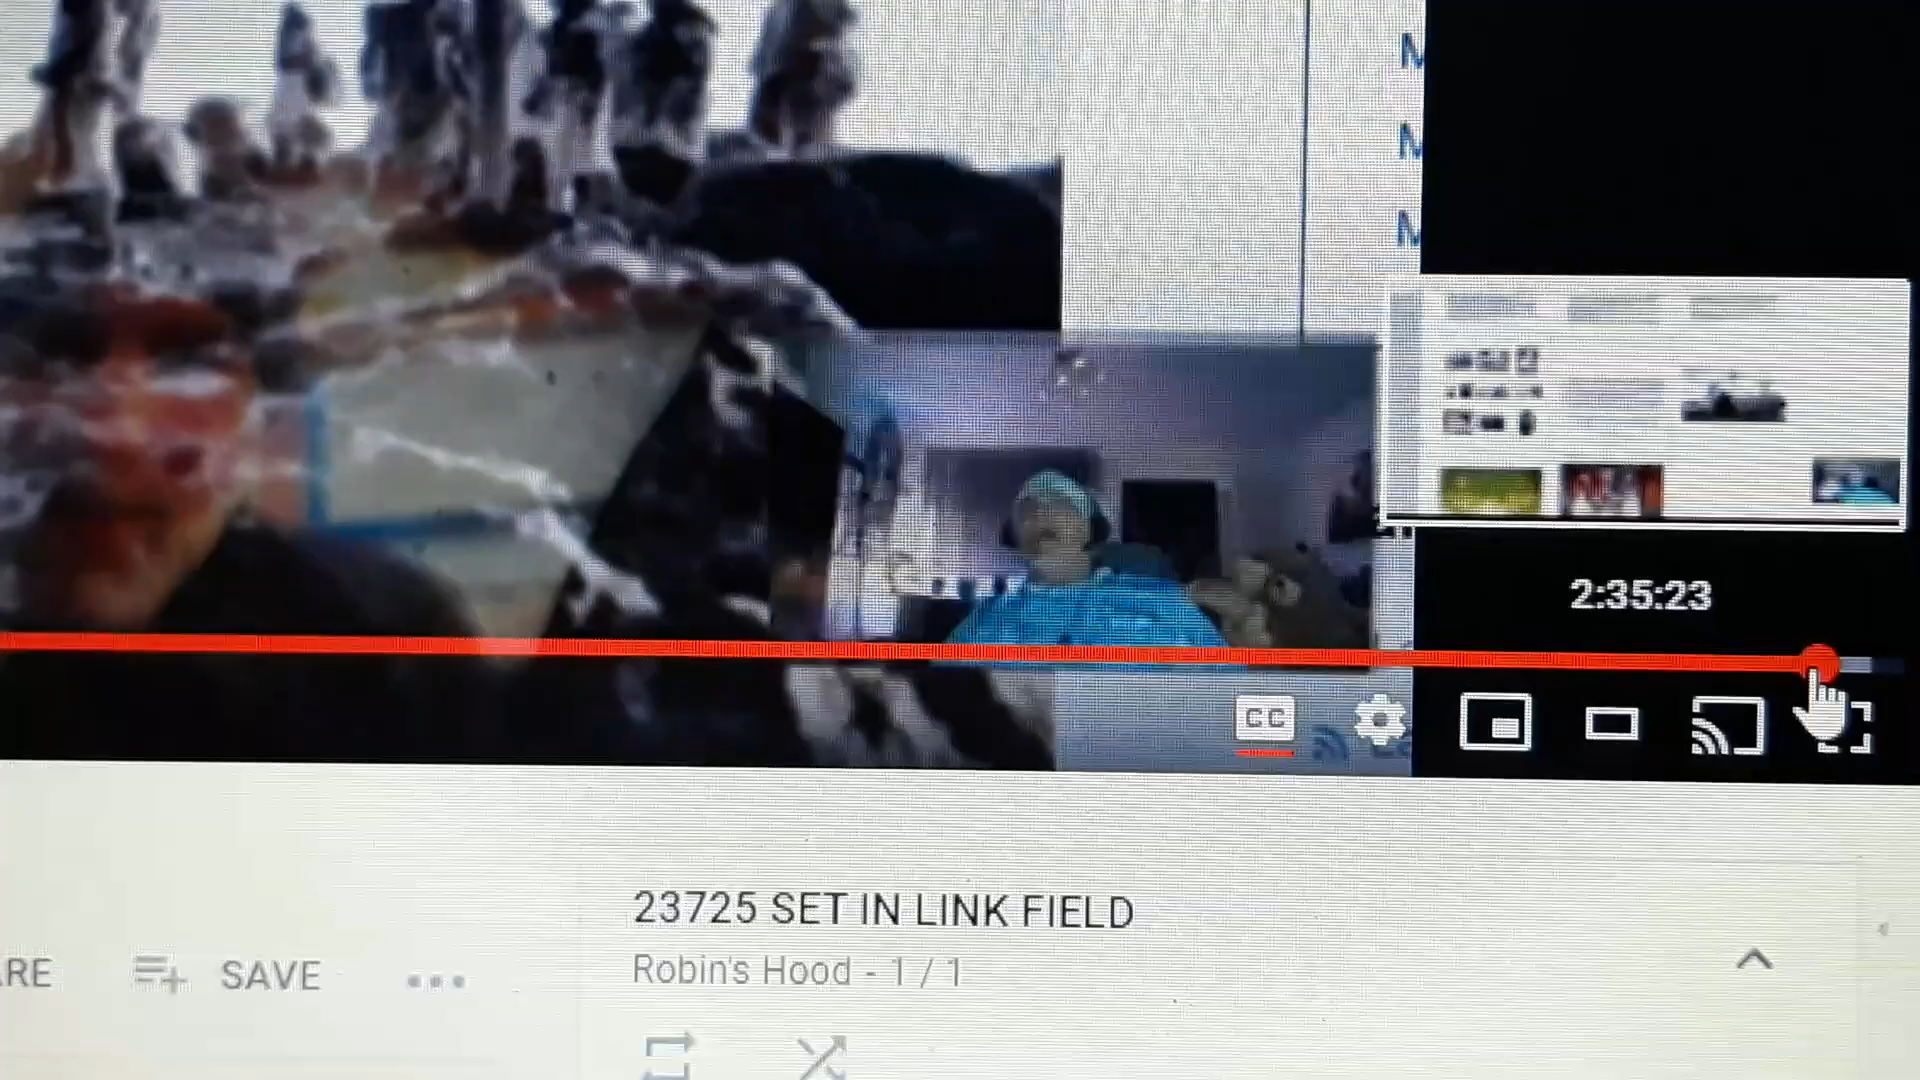 M
M
M
2:35:23
CC
23725 SET IN LINK FIELD
Robin's Hood - 1 / 1
RE
SAVE